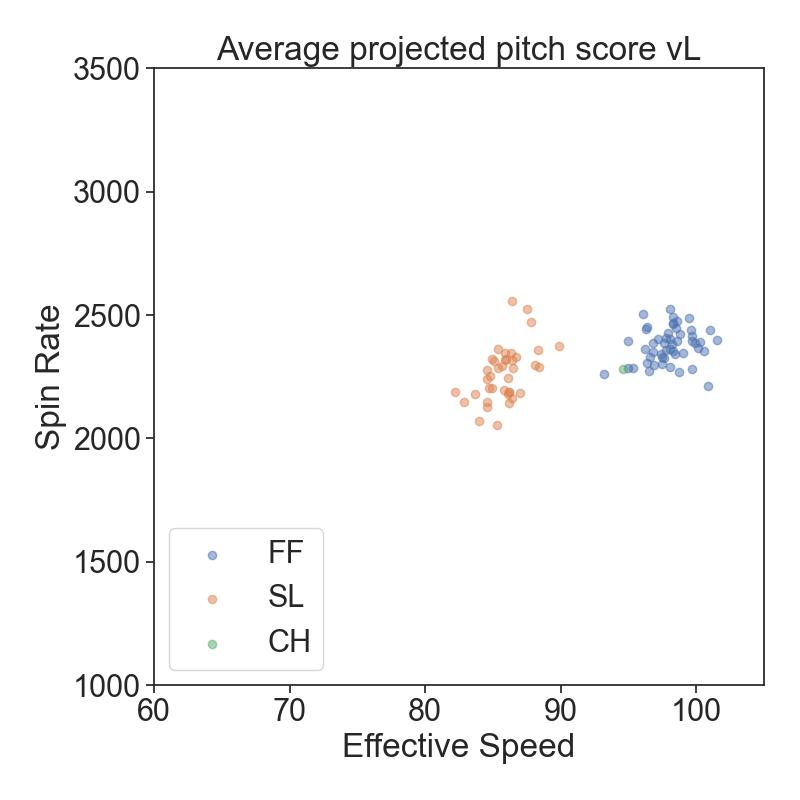 Average projected pitch score vL
3500
3000
2500
2000
1500
1000
Spin Rate
FF
SL
CH
60 70 80 90 100
Effective Speed